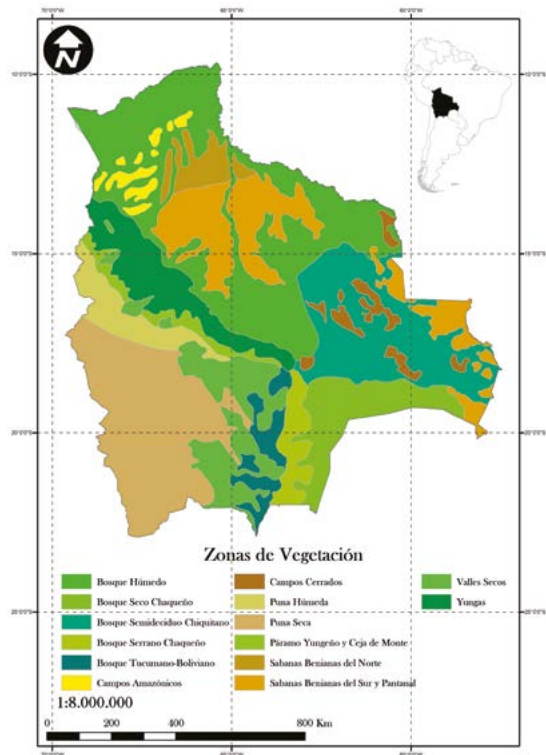 N
Zonas de Vegetación
Bosque Húmedo
Bosque Seco Chaqueño
Bosque Semideciduo Chiquitano
Bosque Serrano Chaqueño
Bosque Tucumano-Boliviano
Campos Amazónicos
Campos Cerrados
Puna Húmeda
Puna Seca
Páramo Yungeño y Ceja de Monte
Sabanas Benianas del Norte
Sabanas Benianas del Sur y Pantanal
Valles Secos
Yungas
1:8.000.000
0 200 400 800 Km